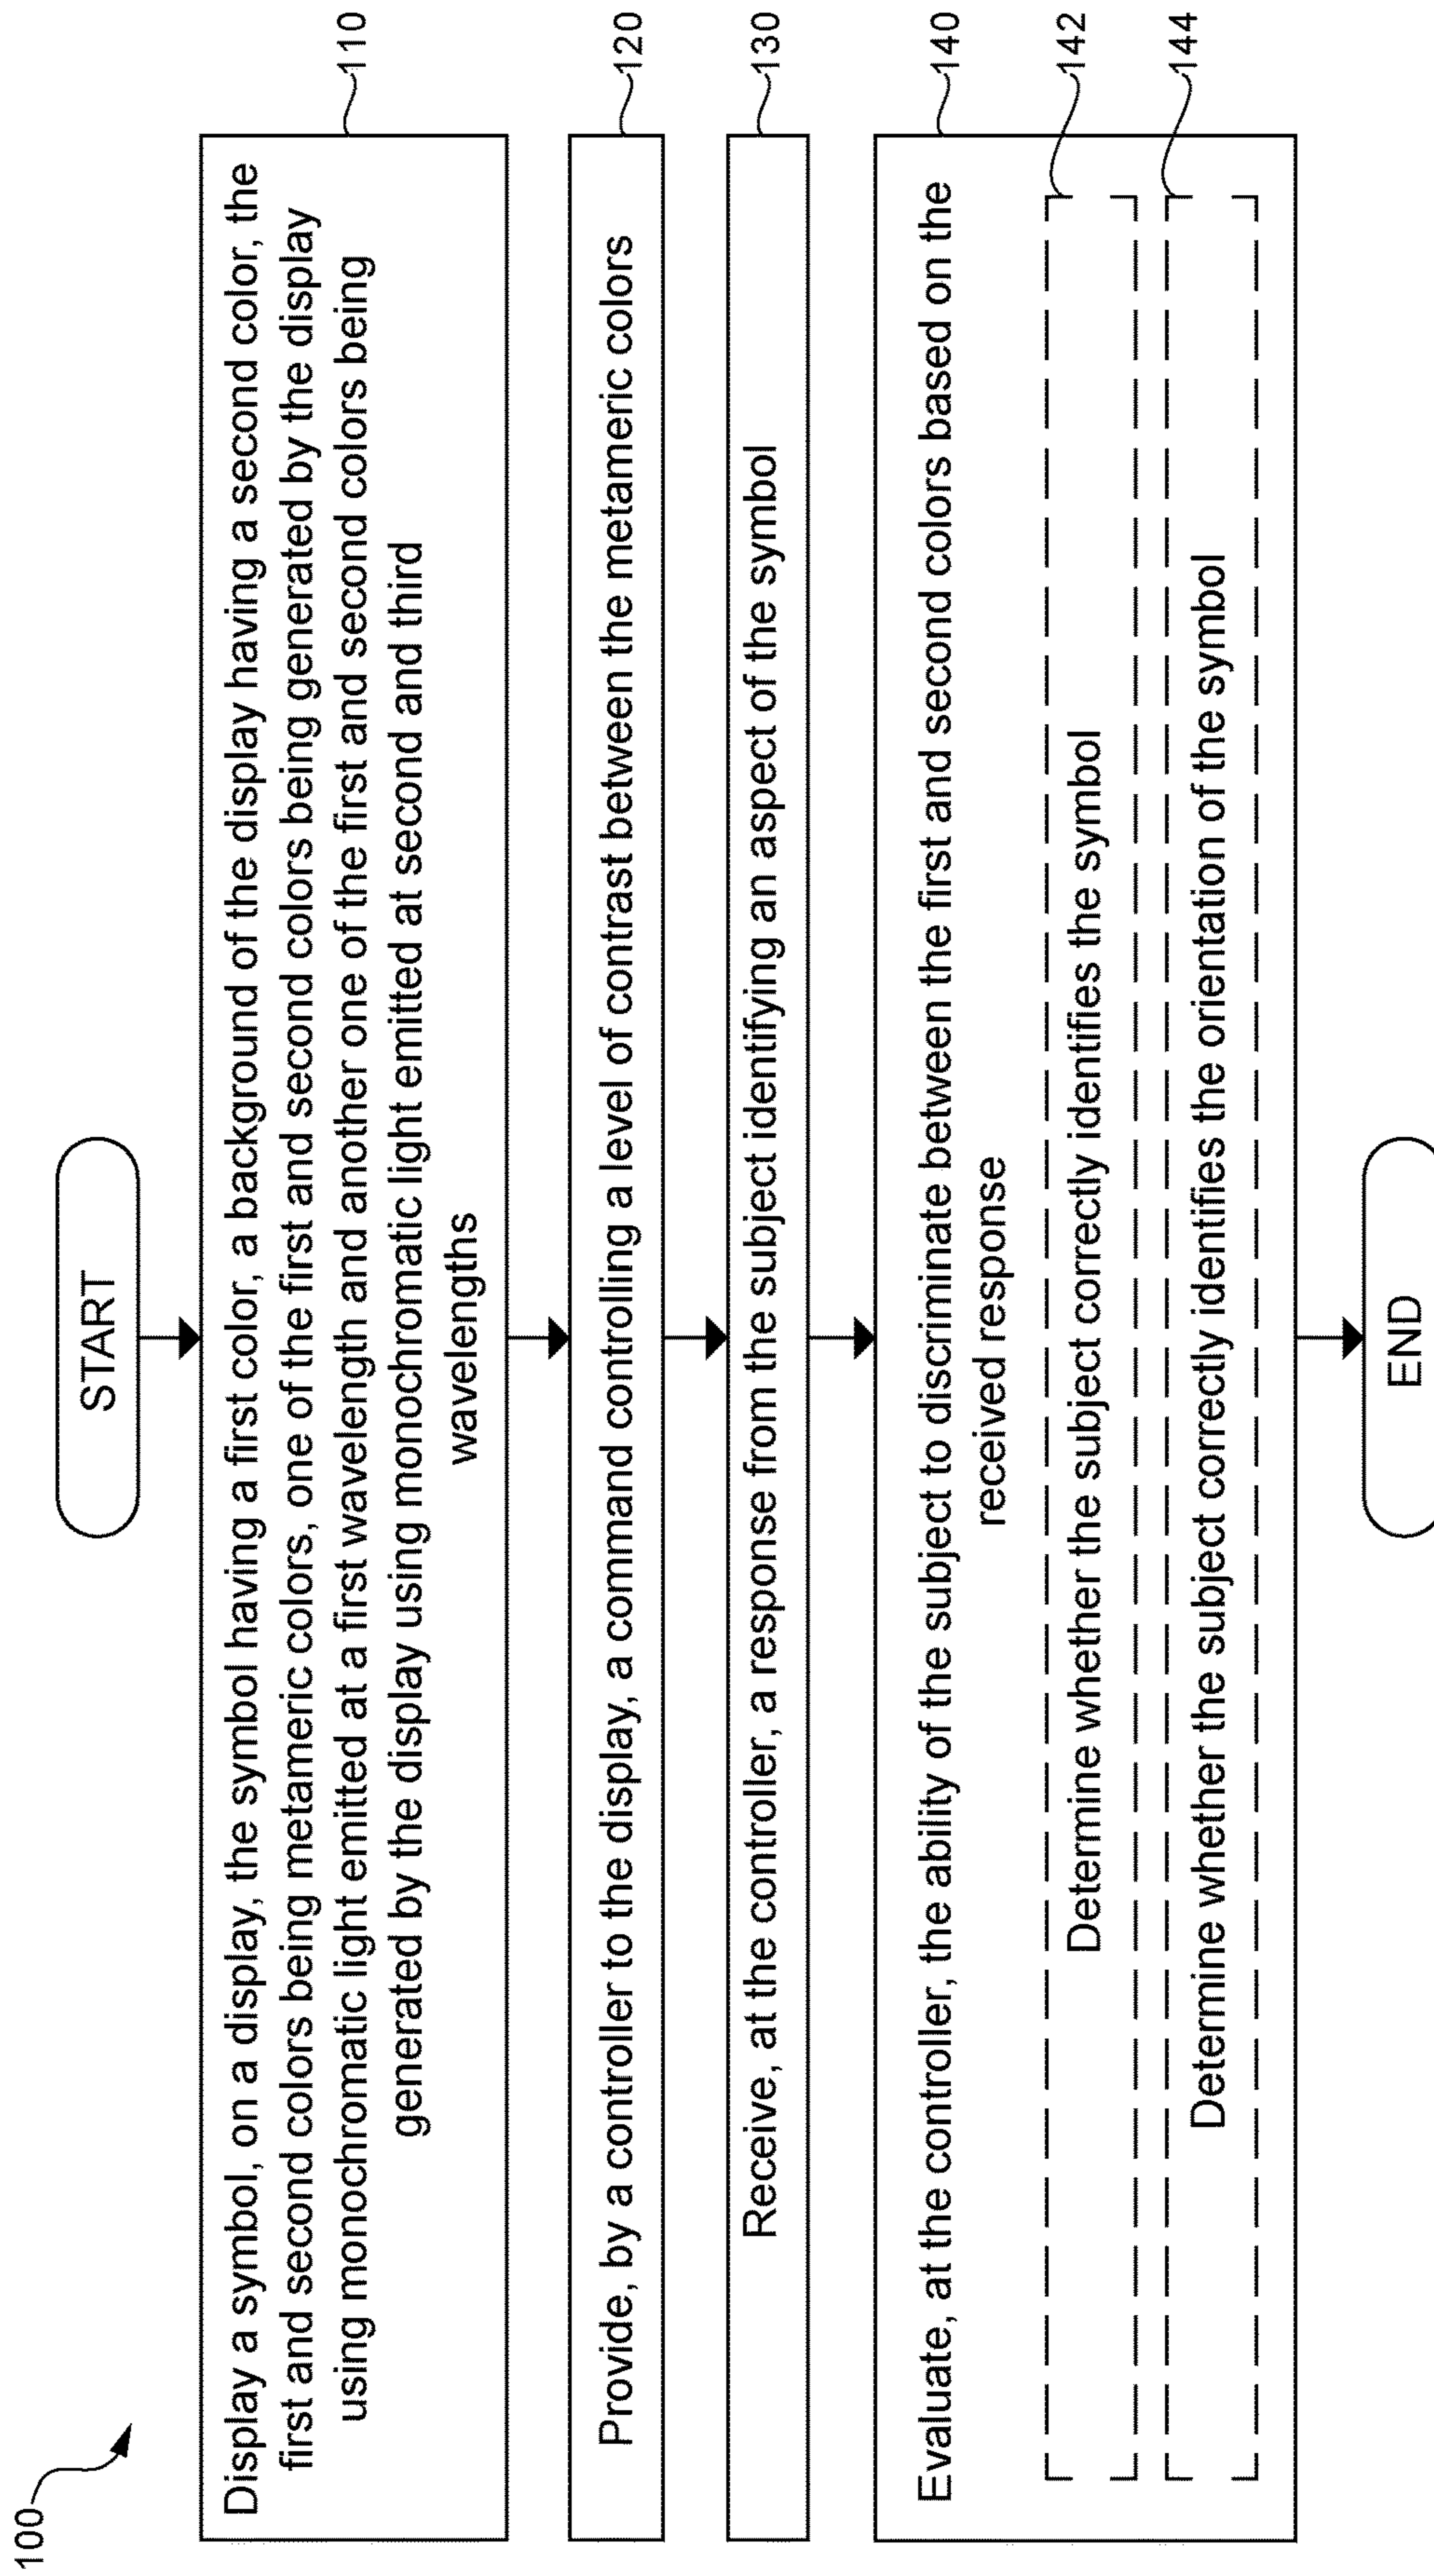 100
START
Display a symbol, on a display, the symbol having a first color, a background of the display having a second color, the
first and second colors being metameric colors, one of the first and second colors being generated by the display
using monochromatic light emitted at a first wavelength and another one of the first and second colors being
generated by the display using monochromatic light emitted at second and third
wavelengths
110
Provide, by a controller to the display, a command controlling a level of contrast between the metameric colors
120
Receive, at the controller, a response from the subject identifying an aspect of the symbol
130
Evaluate, at the controller, the ability of the subject to discriminate between the first and second colors based on the
received response
140
Determine whether the subject correctly identifies the symbol
142
Determine whether the subject correctly identifies the orientation of the symbol
144
END